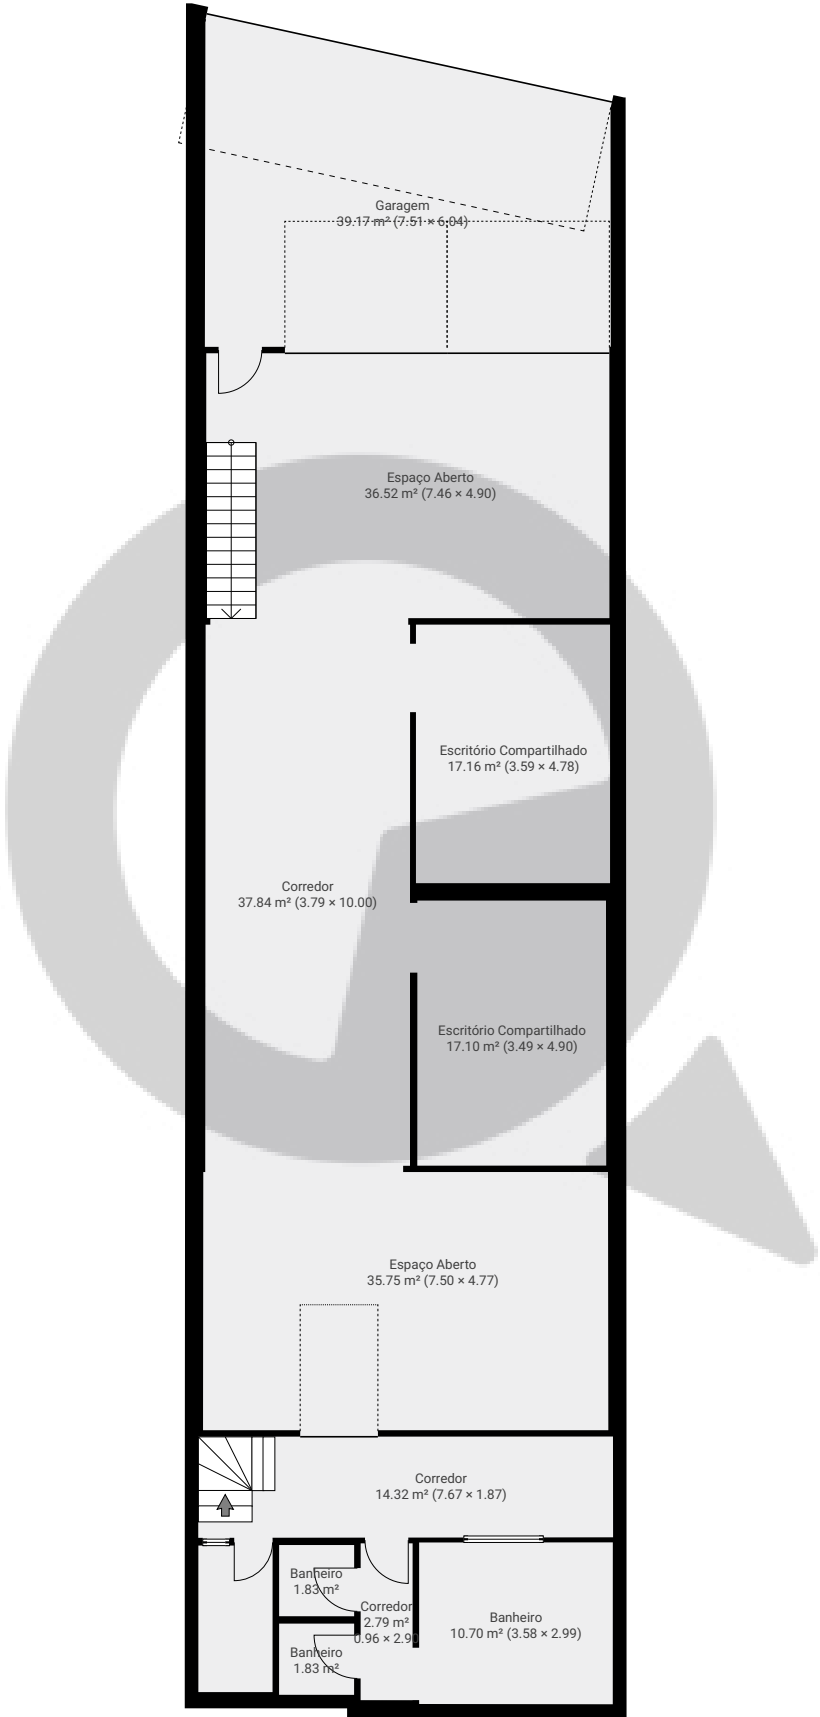 Garagem
39.17 m² (7.51 × 6.04)
Espaço Aberto
36.52 m² (7.46 × 4.90)
Escritório Compartilhado
17.16 m² (3.59 × 4.78)
Corredor
37.84 m² (3.79 × 10.00)
Escritório Compartilhado
17.10 m² (3.49 × 4.90)
Espaço Aberto
35.75 m² (7.50 × 4.77)
Corredor
14.32 m² (7.67 × 1.87)
Banheiro
1.83 m²
Corredor
2.79 m²
0.96 × 2.90
Banheiro
10.70 m² (3.58 × 2.99)
Banheiro
1.83 m²